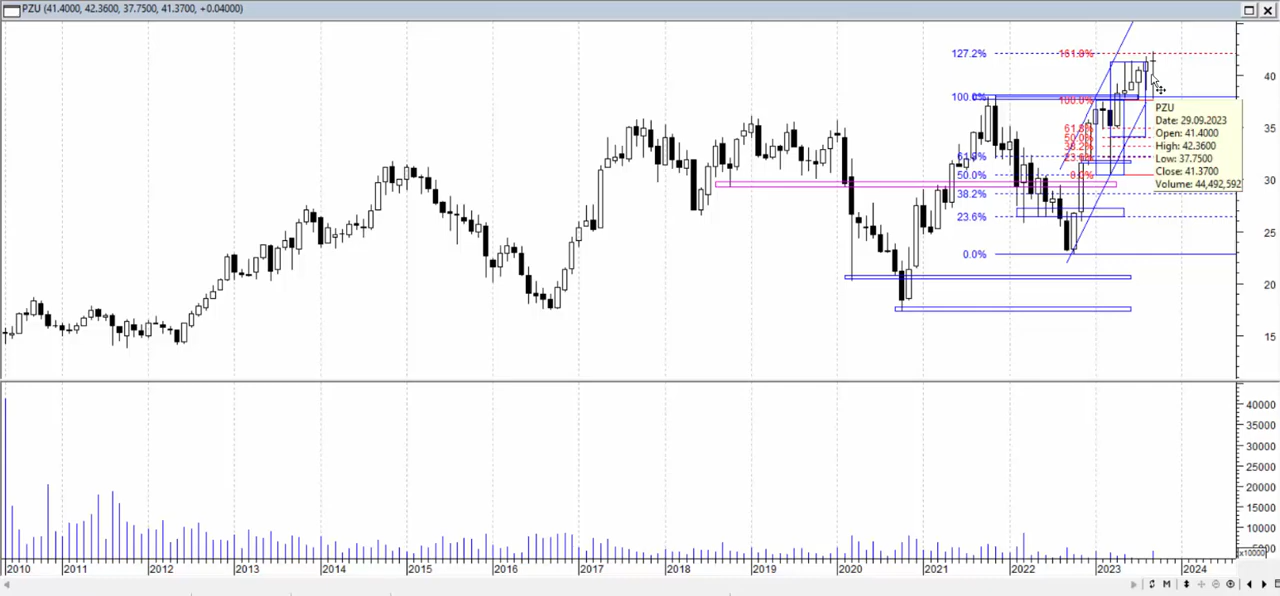 PZU (41.4000, 42.3600, 37.7500, 41.3700, +0.04000)
127.2%
161.8%
40
100.0%
100.0%
PZU
Date: 29.09.2023
Open: 41.4000
High: 42.3600
Low: 37.7500
Close: 41.3700
Volume: 44,492,592
35
61.8%
50.0%
38.2%
23.6%
61.8%
50.0%
0.0%
30
38.2%
23.6%
25
0.0%
20
15
40000
35000
30000
25000
20000
15000
10000
5000
x10000
2010 2011 2012 2013 2014 2015 2016 2017 2018 2019 2020 2021 2022 2023 2024
M